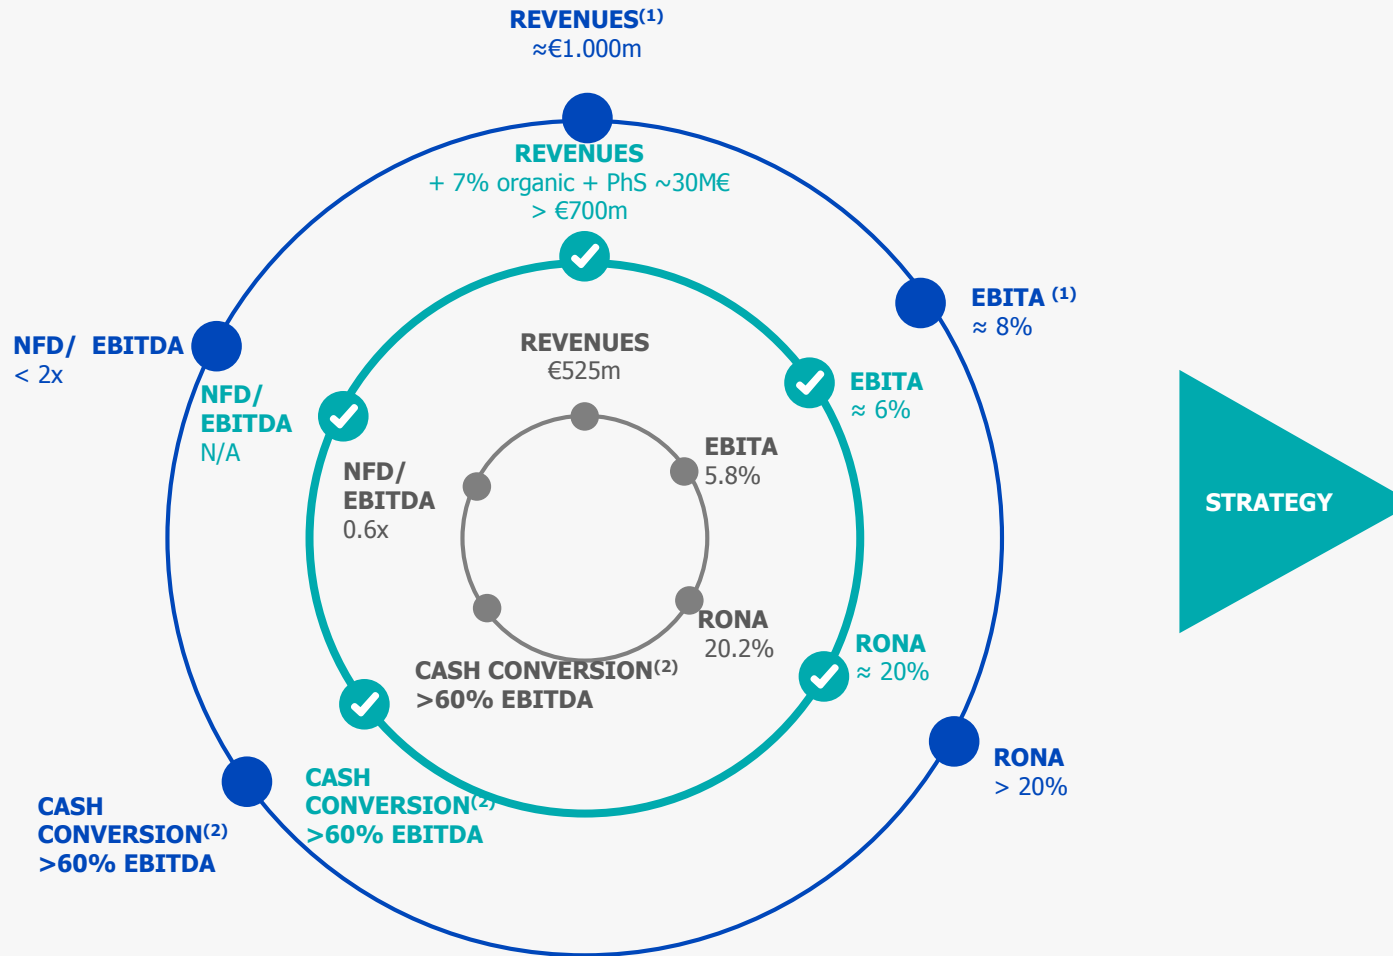 REVENUES(1)
≈€1.000m
REVENUES
+ 7% organic + PhS ~30M€
> €700m
EBITA (1)
≈ 8%
NFD/ EBITDA
< 2x
REVENUES
€525m
EBITA
≈ 6%
NFD/
EBITDA
N/A
EBITA
5.8%
NFD/
EBITDA
0.6x
STRATEGY
RONA
20.2%
RONA
≈ 20%
CASH CONVERSION(2)
>60% EBITDA
RONA
> 20%
CASH
CONVERSION(2)
>60% EBITDA
CASH
CONVERSION(2)
>60% EBITDA